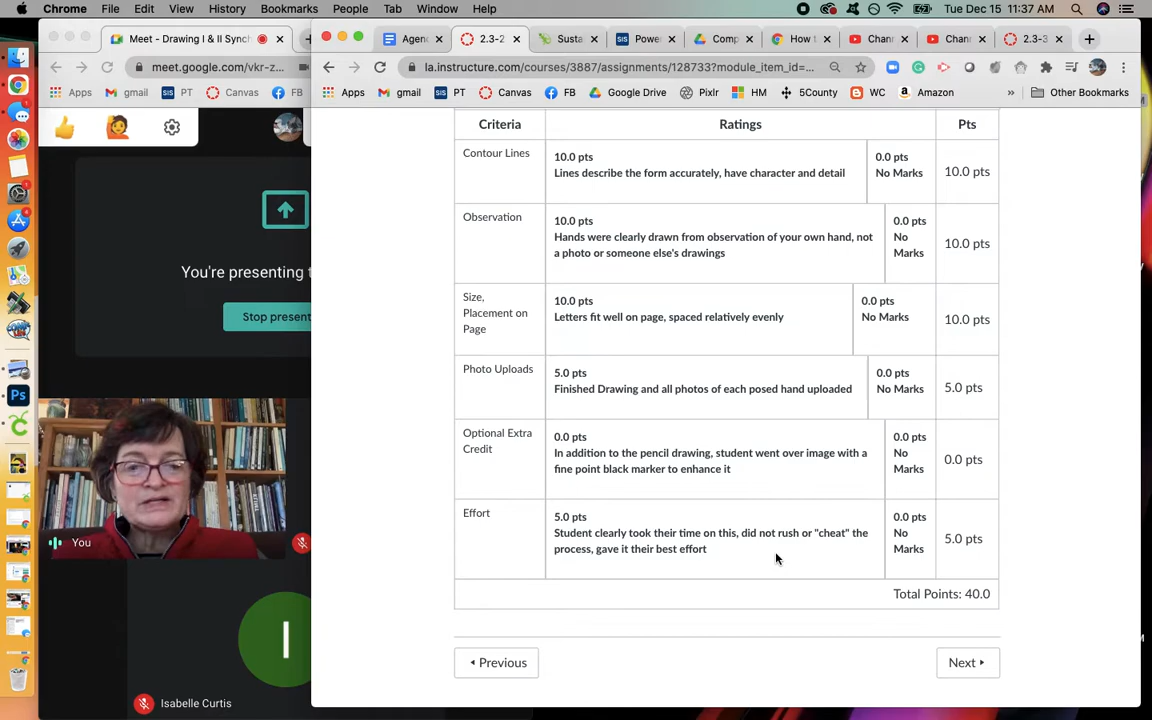 Chrome File Edit View History Bookmarks People Tab Window Help Tue Dec 15 11:37 AM
Meet - Drawing I & II Synch
Agen 2.3-2 Susta Power Comp How t Chann Chann 2.3-3
meet.google.com/vkr-z...
la.instructure.com/courses/3887/assignments/128733?module_item_id=...
Apps gmail PT Canvas FB
Apps gmail PT Canvas FB Google Drive Pixlr HM 5County WC Amazon » Other Bookmarks
You're presenting t
Stop present
You
I
Isabelle Curtis
Criteria Ratings Pts
Contour Lines
10.0 pts
Lines describe the form accurately, have character and detail
0.0 pts
No Marks
10.0 pts
Observation
10.0 pts
Hands were clearly drawn from observation of your own hand, not
a photo or someone else's drawings
0.0 pts
No
Marks
10.0 pts
Size,
Placement on
Page
10.0 pts
Letters fit well on page, spaced relatively evenly
0.0 pts
No Marks
10.0 pts
Photo Uploads
5.0 pts
Finished Drawing and all photos of each posed hand uploaded
0.0 pts
No Marks
5.0 pts
Optional Extra
Credit
0.0 pts
In addition to the pencil drawing, student went over image with a
fine point black marker to enhance it
0.0 pts
No
Marks
0.0 pts
Effort
5.0 pts
Student clearly took their time on this, did not rush or "cheat" the
process, gave it their best effort
0.0 pts
No
Marks
5.0 pts
Total Points: 40.0
Previous
Next